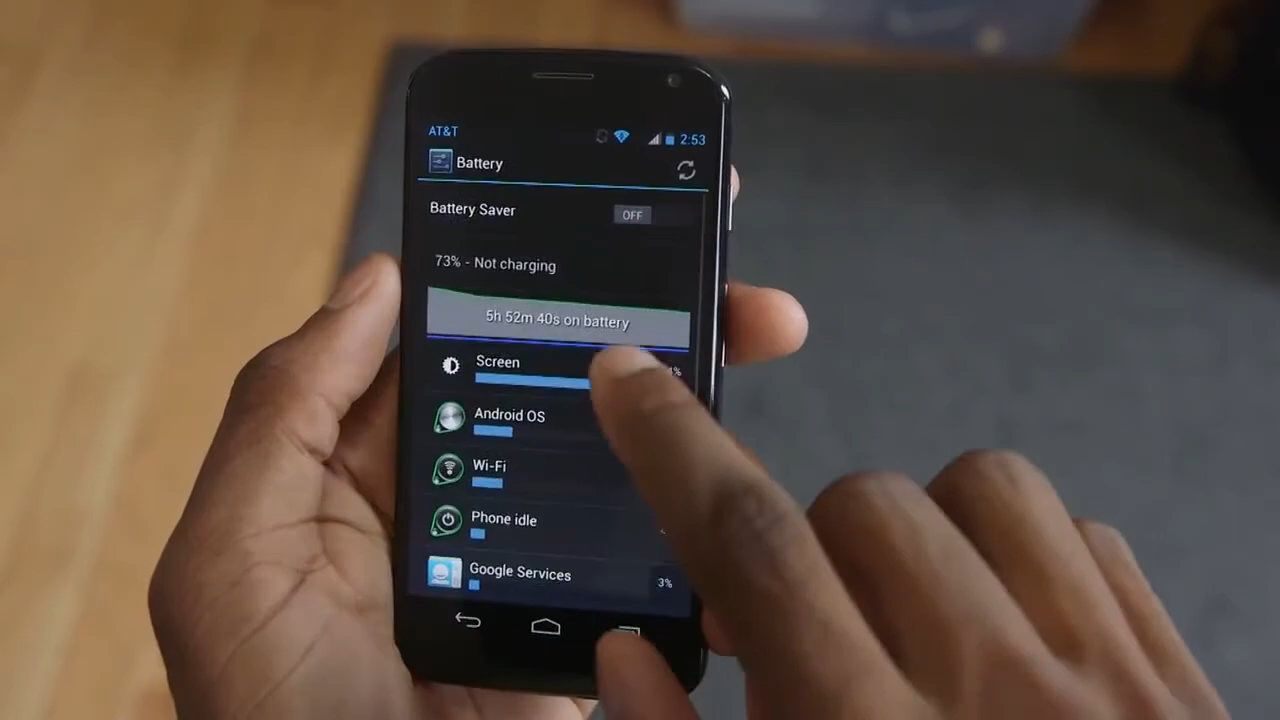 AT&T
2:53
Battery
Battery Saver
OFF
73% - Not charging
5h 52m 40s on battery
Screen
%
Android OS
Wi-Fi
Phone idle
Google Services
3%